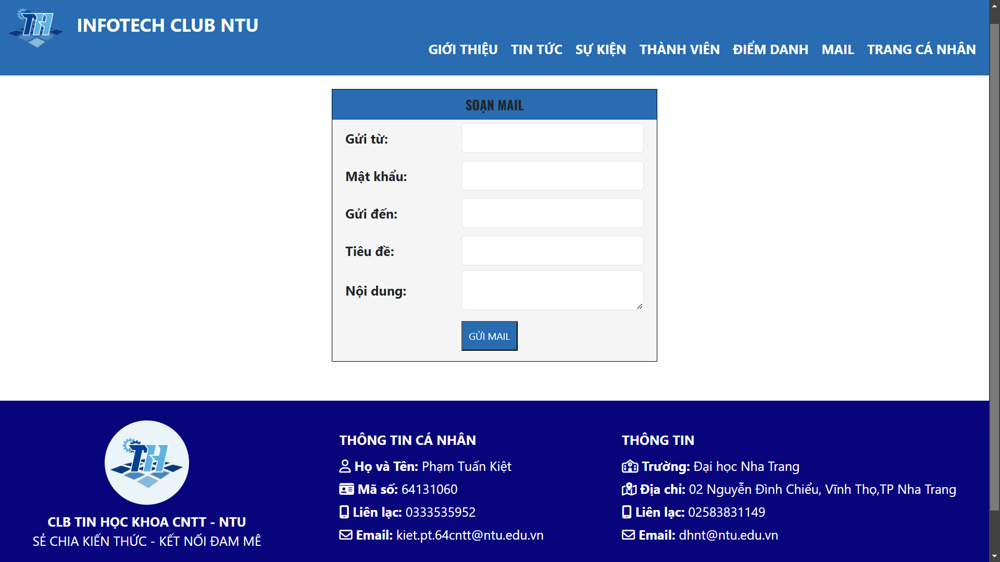 TH
INFOTECH CLUB NTU
GIỚI THIỆU TIN TỨC SỰ KIỆN THÀNH VIÊN ĐIỂM DANH MAIL TRANG CÁ NHÂN
SOẠN MAIL
Gửi từ:
Mật khẩu:
Gửi đến:
Tiêu đề:
Nội dung:
GỬI MAIL
TH
CLB TIN HỌC KHOA CNTT - NTU
SẺ CHIA KIẾN THỨC - KẾT NỐI ĐAM MÊ
THÔNG TIN CÁ NHÂN
Họ và Tên: Phạm Tuấn Kiệt
Mã số: 64131060
Liên lạc: 0333535952
Email: kiet.pt.64cntt@ntu.edu.vn
THÔNG TIN
Trường: Đại học Nha Trang
Địa chỉ: 02 Nguyễn Đình Chiểu, Vĩnh Thọ,TP Nha Trang
Liên lạc: 02583831149
Email: dhnt@ntu.edu.vn